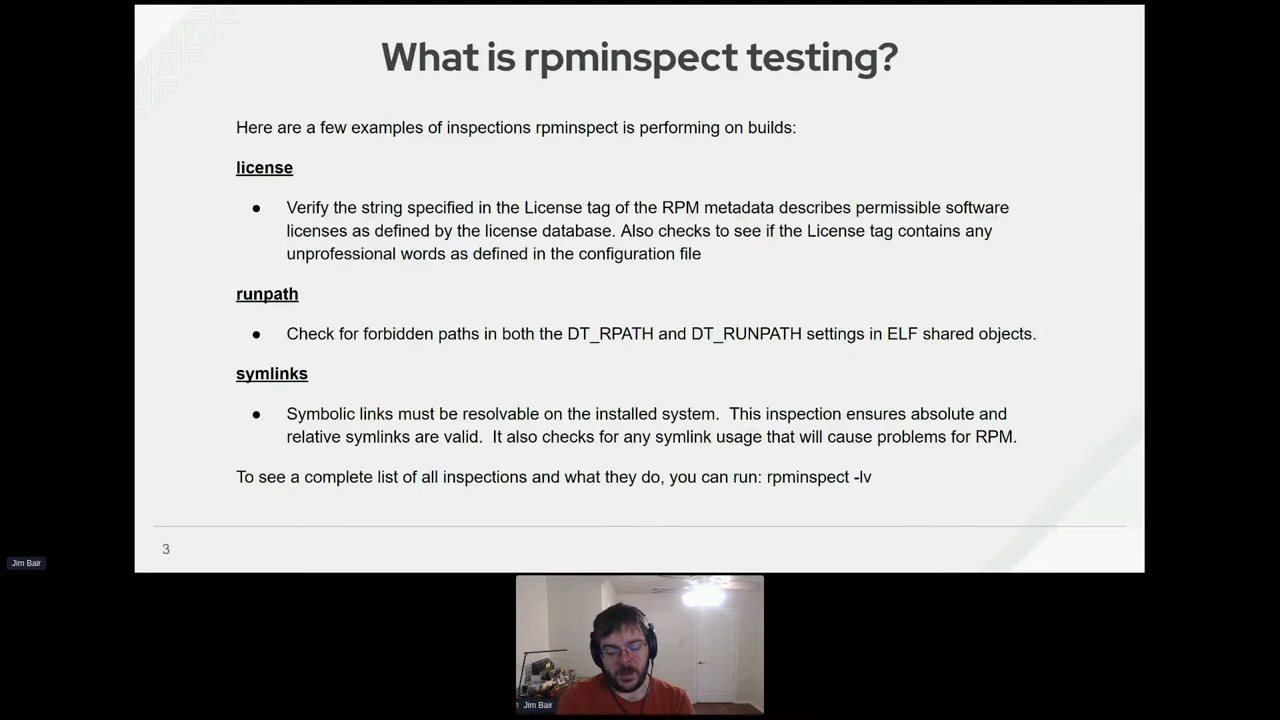 What is rpminspect testing?
Here are a few examples of inspections rpminspect is performing on builds:
license
● Verify the string specified in the License tag of the RPM metadata describes permissible software
licenses as defined by the license database. Also checks to see if the License tag contains any
unprofessional words as defined in the configuration file
runpath
● Check for forbidden paths in both the DT_RPATH and DT_RUNPATH settings in ELF shared objects.
symlinks
● Symbolic links must be resolvable on the installed system.  This inspection ensures absolute and
relative symlinks are valid.  It also checks for any symlink usage that will cause problems for RPM.
To see a complete list of all inspections and what they do, you can run: rpminspect -lv
3
Jim Bair
Jim Bair